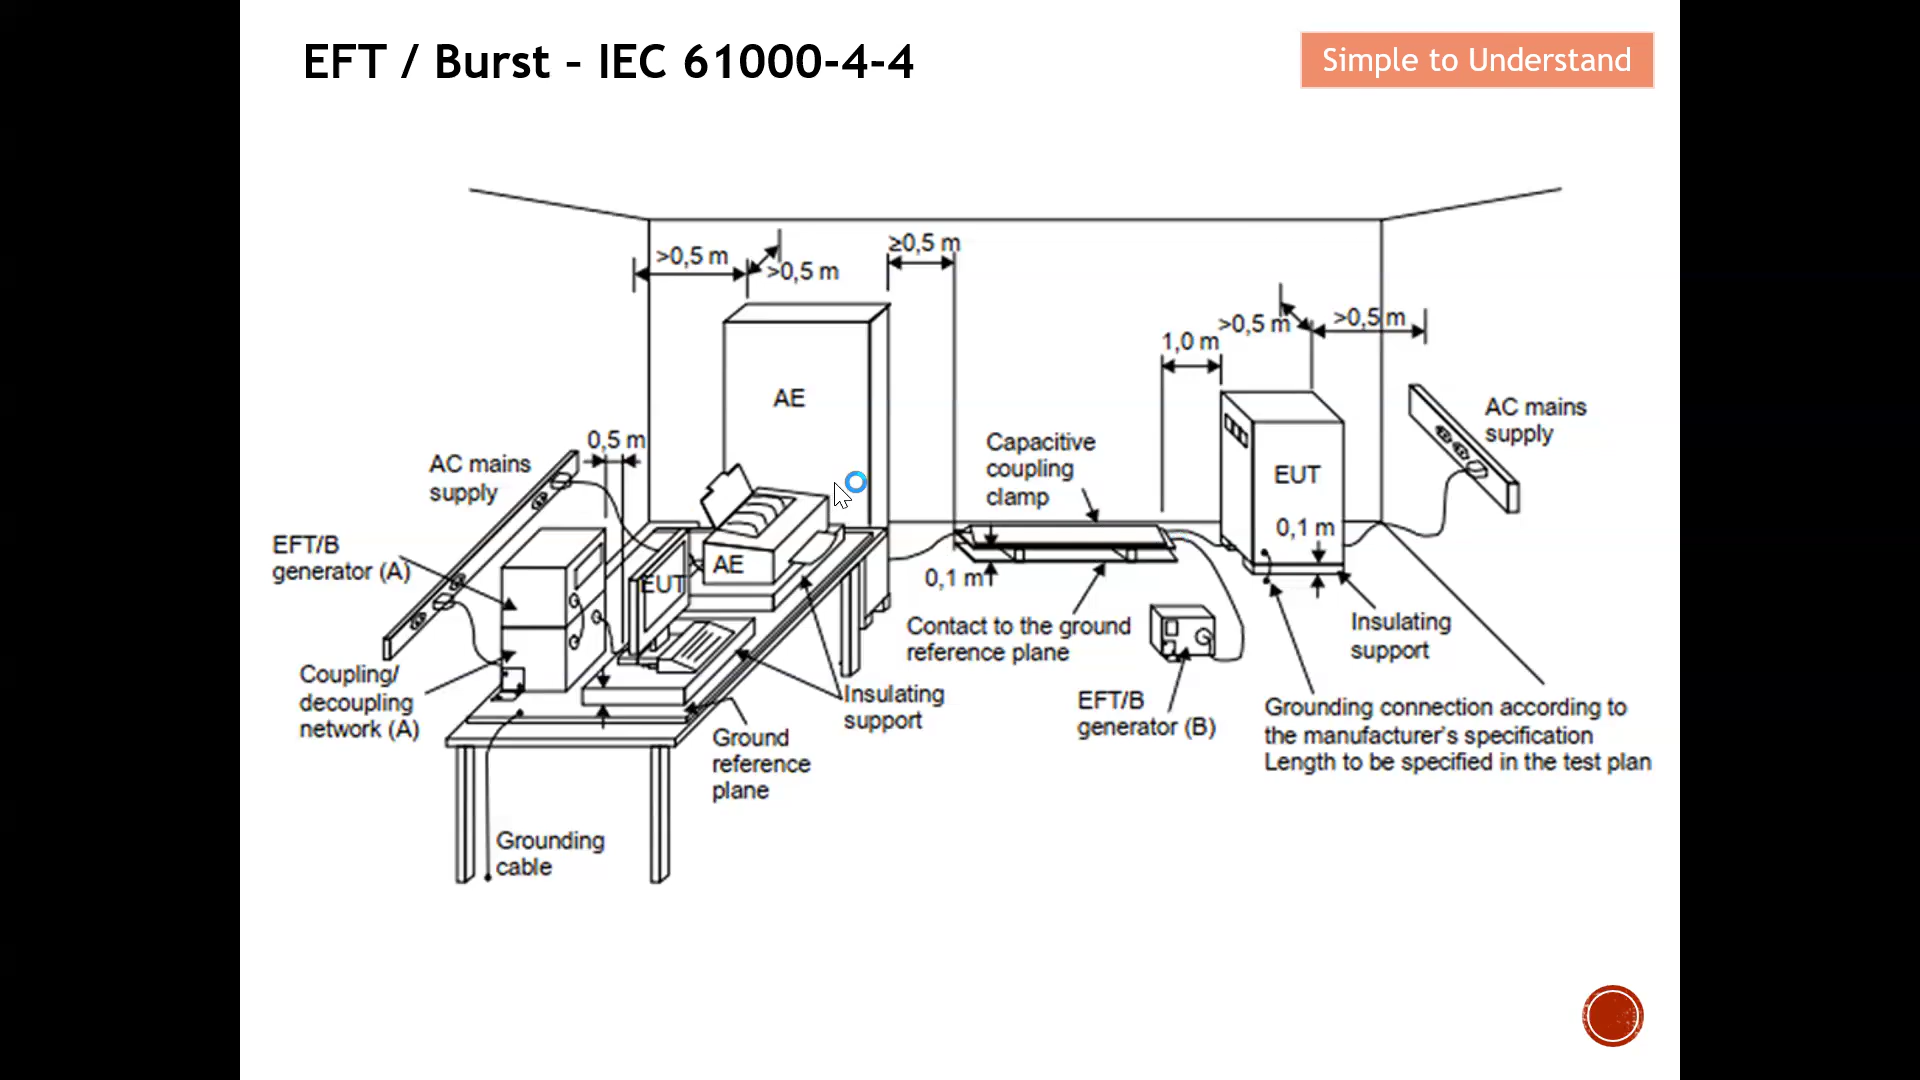 EFT / Burst – IEC 61000-4-4
Simple to Understand
>0,5 m
>0,5 m
≥0,5 m
>0,5 m
>0,5 m
1,0 m
AE
AC mains
supply
0,5 m
AC mains
supply
Capacitive
coupling
clamp
EUT
0,1 m
EFT/B
generator (A)
EUT
AE
0,1 m
Contact to the ground
reference plane
Insulating
support
Coupling/
decoupling
network (A)
Insulating
support
EFT/B
generator (B)
Grounding connection according to
the manufacturer's specification
Length to be specified in the test plan
Ground
reference
plane
Grounding
cable